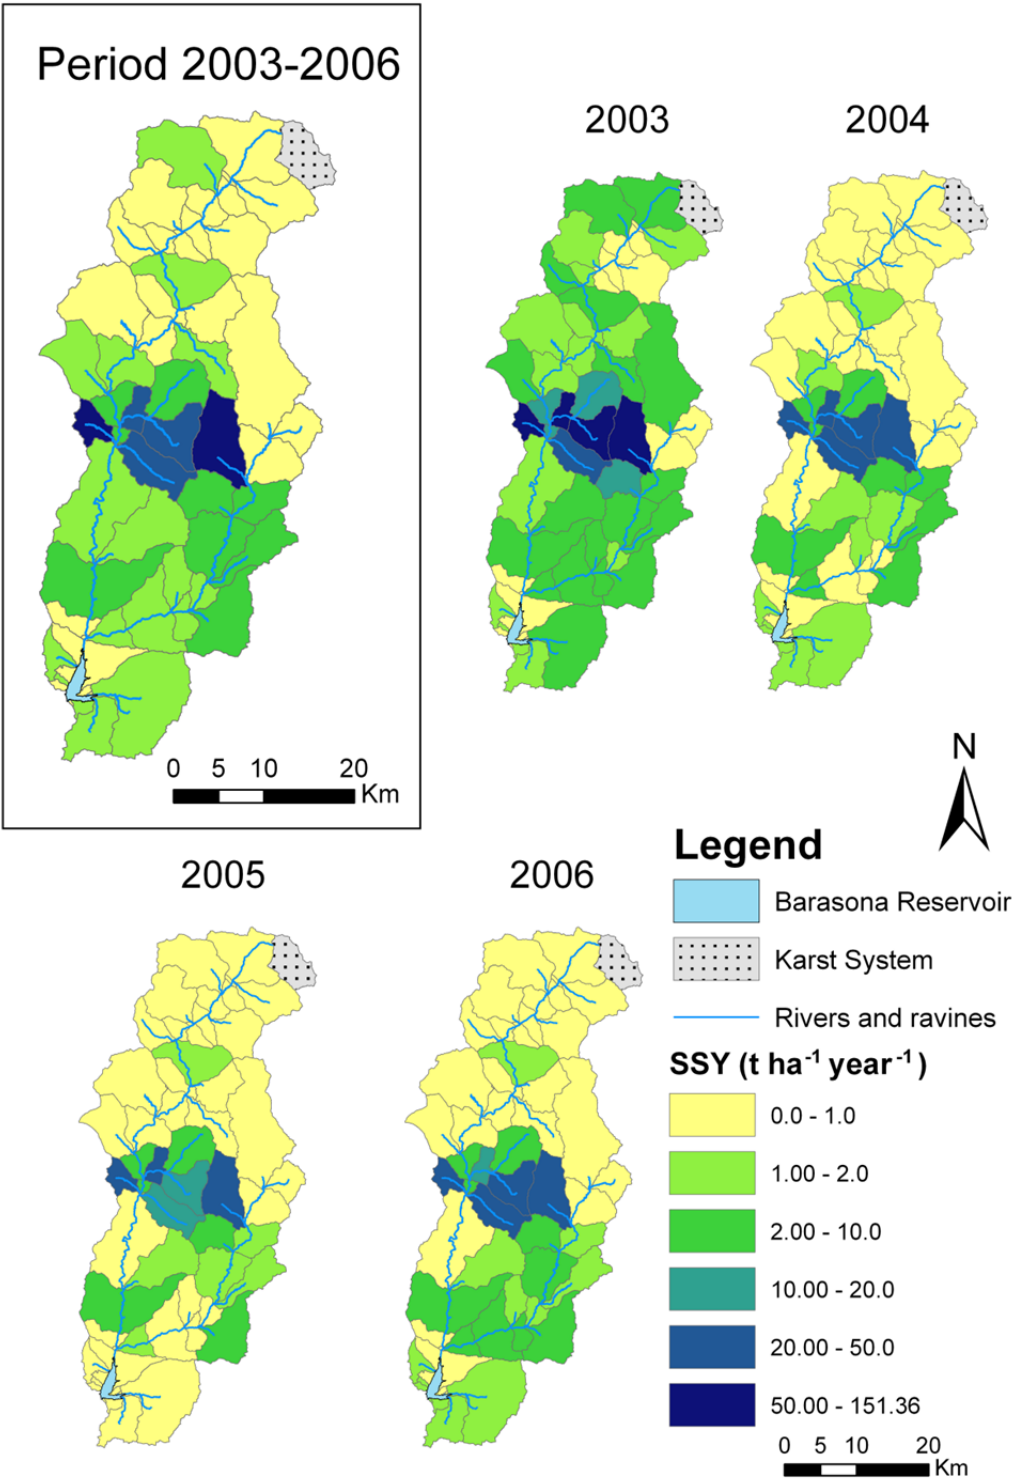 Period 2003-2006
0 5 10 20
Km
2003
2004
N
2005
2006
Legend
Barasona Reservoir
Karst System
Rivers and ravines
SSY (t ha⁻¹ year⁻¹)
0.0 - 1.0
1.00 - 2.0
2.00 - 10.0
10.00 - 20.0
20.00 - 50.0
50.00 - 151.36
0 5 10 20
Km